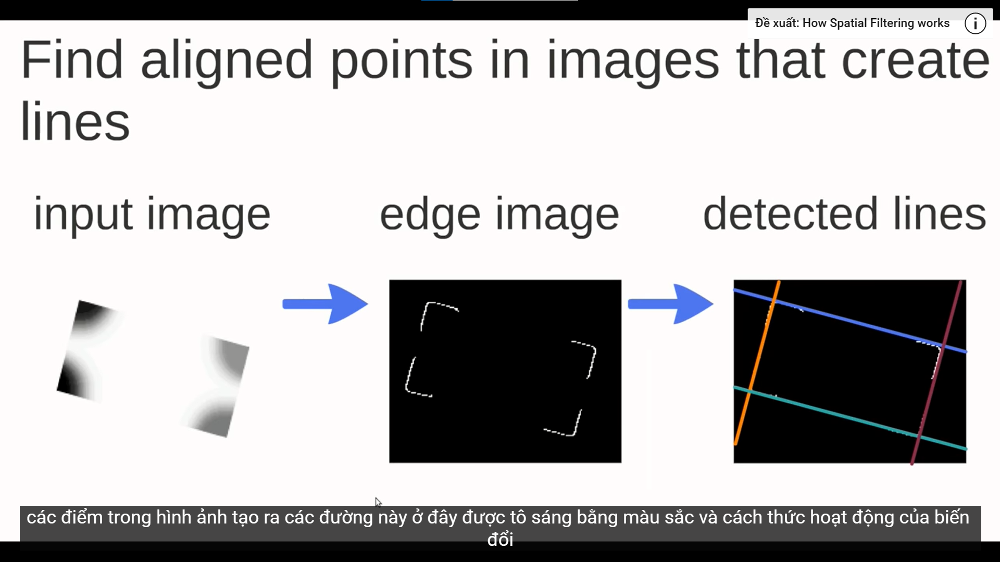 Đề xuất: How Spatial Filtering works
Find aligned points in images that create
lines
input image
edge image
detected lines
các điểm trong hình ảnh tạo ra các đường này ở đây được tô sáng bằng màu sắc và cách thức hoạt động của biến
đổi